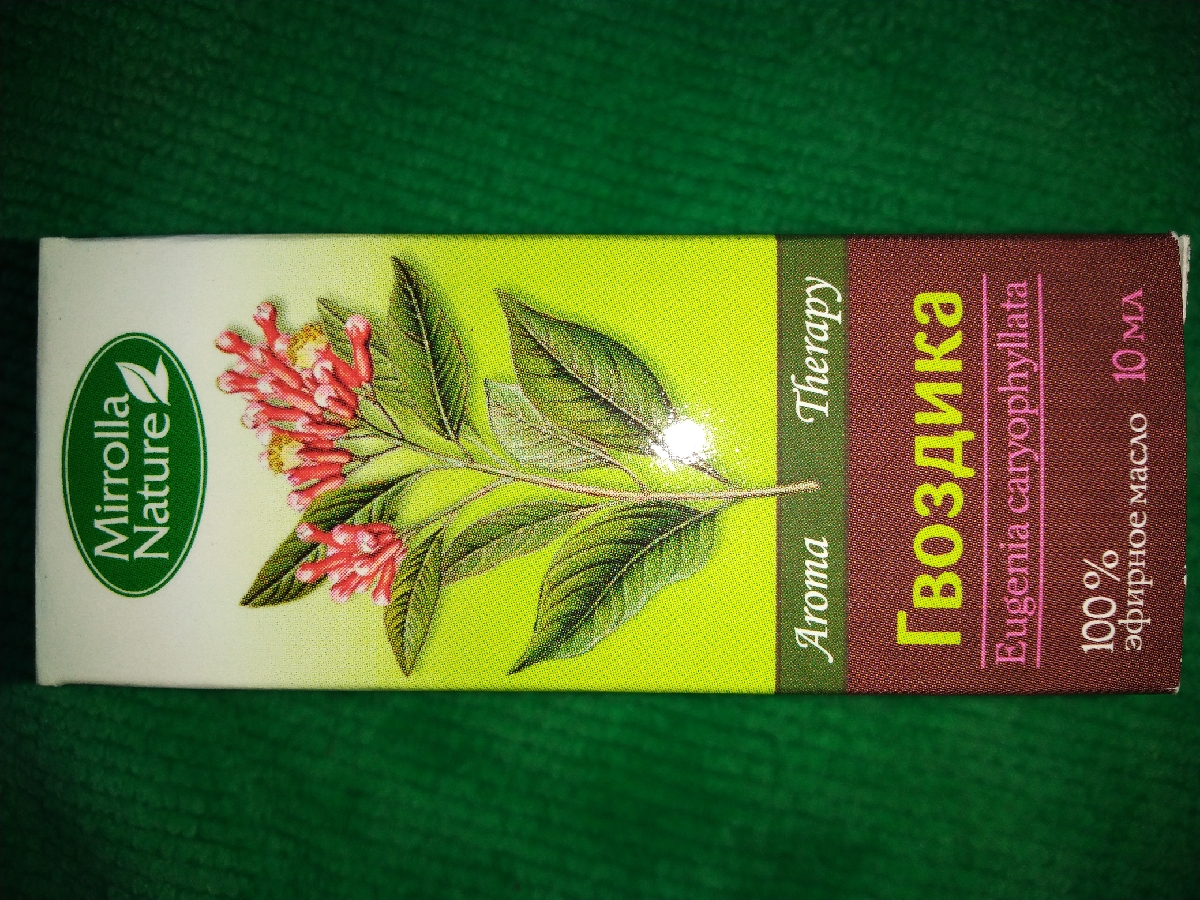 Mirrolla
Nature
Aroma Therapy
Гвоздика
Eugenia caryophyllata
100%
эфирное масло 10 мл